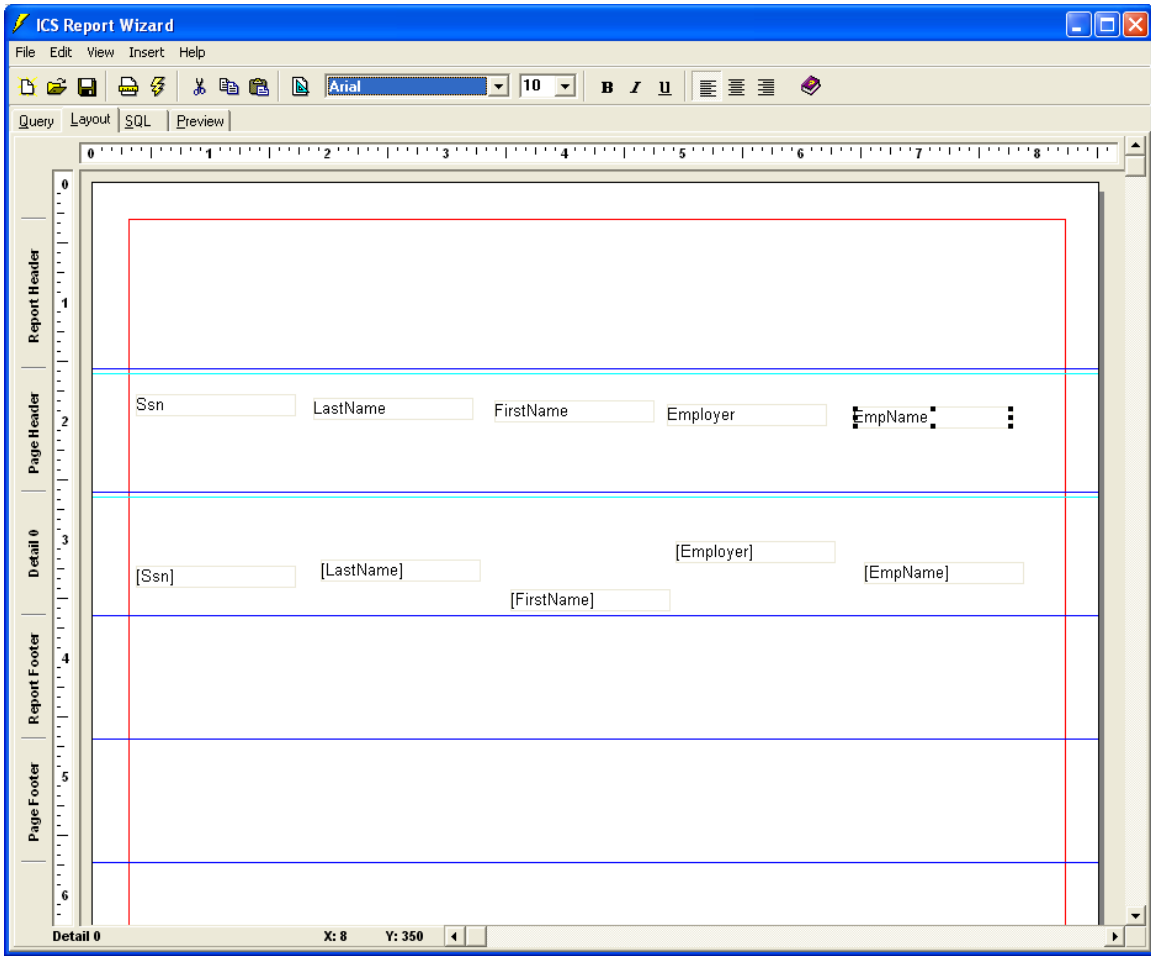 ICS Report Wizard
File Edit View Insert Help
Arial 10 B I U
Query Layout SQL Preview
0 1 2 3 4 5 6 7 8
0
Report Header
1
Page Header
Ssn LastName FirstName Employer EmpName
2
Detail 0
3
[Ssn] [LastName] [FirstName] [Employer] [EmpName]
Report Footer
4
Page Footer
5
6
Detail 0 X: 8 Y: 350